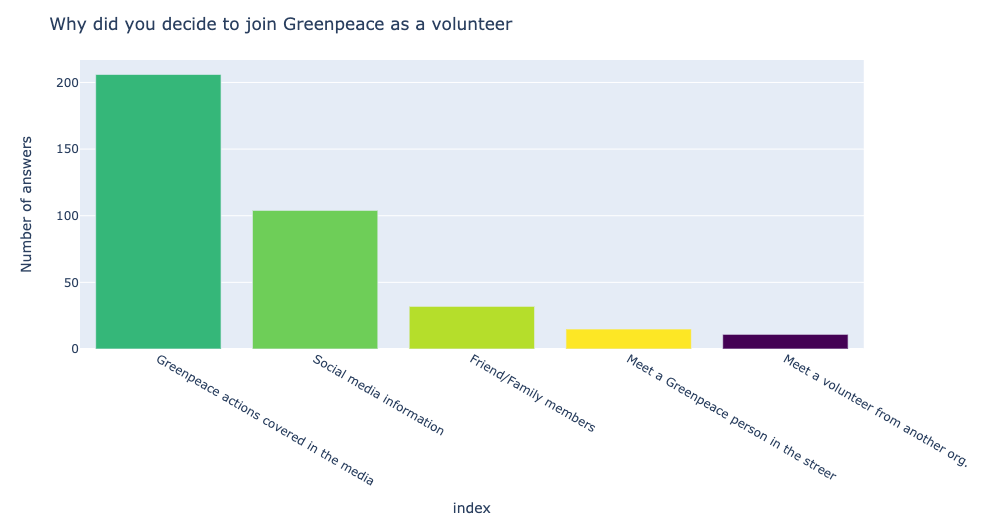 Why did you decide to join Greenpeace as a volunteer
Number of answers
200
150
100
50
0
Greenpeace actions covered in the media
Social media information
Friend/Family members
Meet a Greenpeace person in the streer
Meet a volunteer from another org.
index